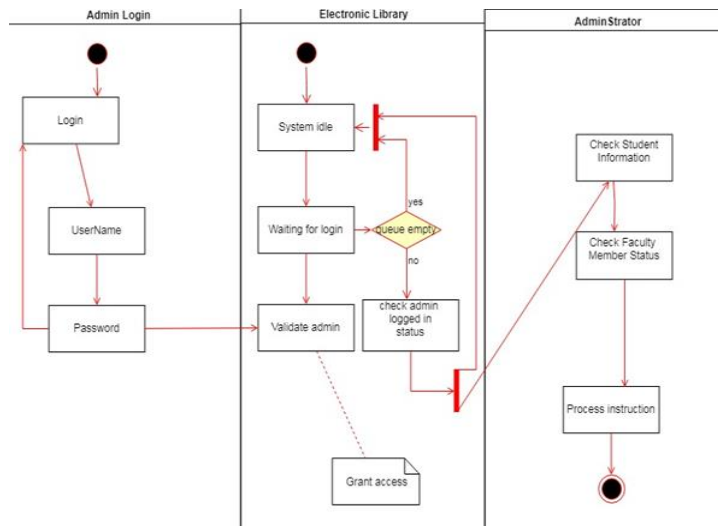 Admin Login
Electronic Library
AdminStrator
Login
UserName
Password
System idle
Waiting for login
Validate admin
yes
queue empty
no
check admin
logged in
status
Grant access
Check Student
Information
Check Faculty
Member Status
Process instruction